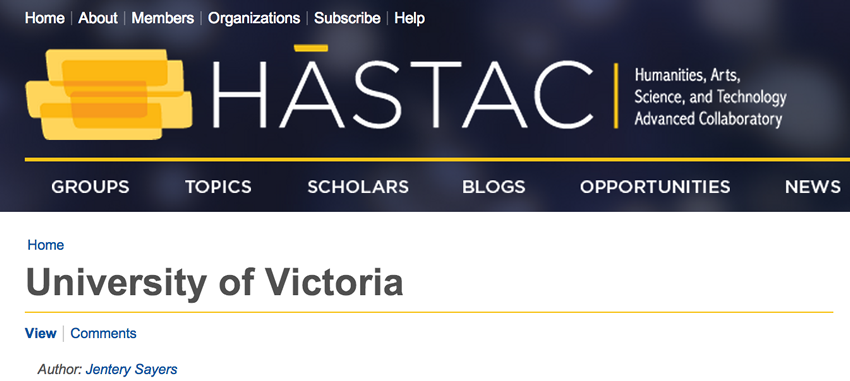 Home | About | Members | Organizations | Subscribe | Help
HĀSTAC
Humanities, Arts,
Science, and Technology
Advanced Collaboratory
GROUPS TOPICS SCHOLARS BLOGS OPPORTUNITIES NEWS
Home
University of Victoria
View | Comments
Author: Jentery Sayers